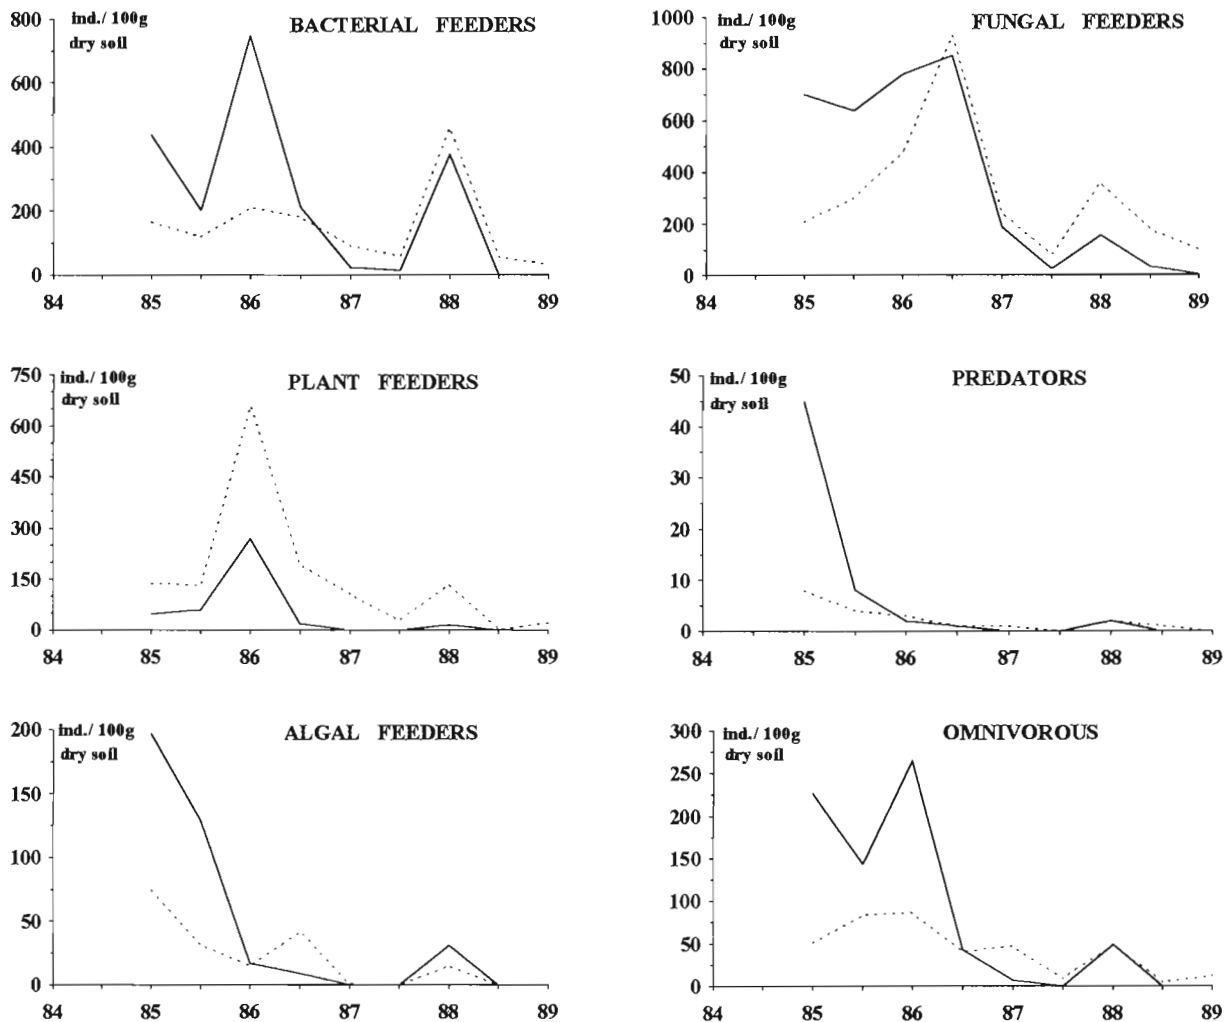 BACTERIAL FEEDERS
ind./ 100g
dry soil
800
600
400
200
0
84 85 86 87 88 89
FUNGAL FEEDERS
ind./ 100g
dry soil
1000
800
600
400
200
0
84 85 86 87 88 89
PLANT FEEDERS
ind./ 100g
dry soil
750
600
450
300
150
0
84 85 86 87 88 89
PREDATORS
ind./ 100g
dry soil
50
40
30
20
10
0
84 85 86 87 88 89
ALGAL FEEDERS
ind./ 100g
dry soil
200
150
100
50
0
84 85 86 87 88 89
OMNIVOROUS
ind./ 100g
dry soil
300
250
200
150
100
50
0
84 85 86 87 88 89